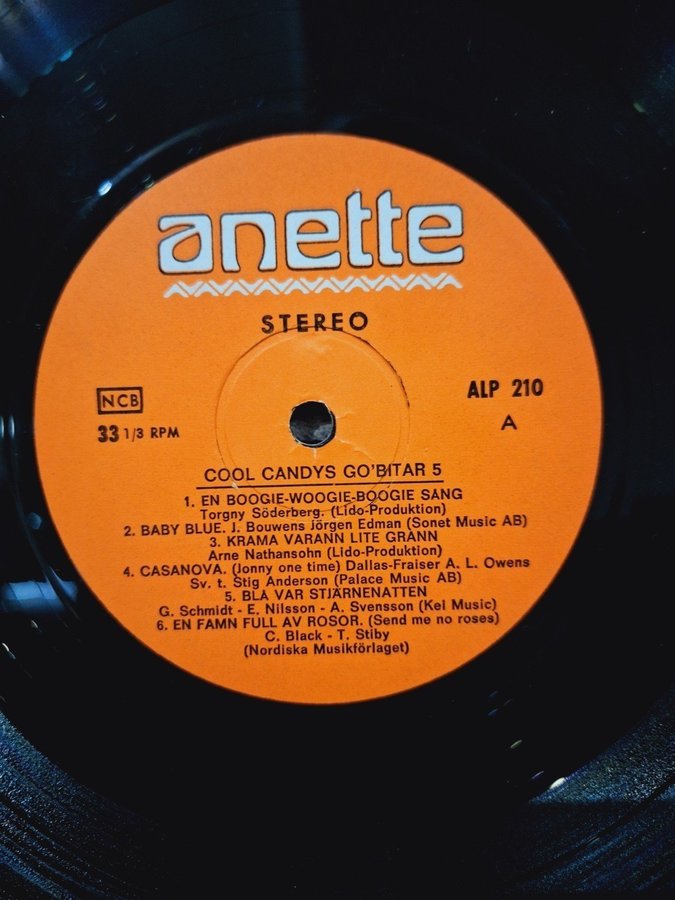 anette
STEREO
NCB
ALP 210
33 1/3 RPM
A
COOL CANDYS GO'BITAR 5
1. EN BOOGIE-WOOGIE-BOOGIE SANG
Torgny Söderberg. (Lido-Produktion)
2. BABY BLUE. J. Bouwens Jörgen Edman (Sonet Music AB)
3. KRAMA VARANN LITE GRANN
Arne Nathansohn (Lido-Produktion)
4. CASANOVA. (Jonny one time) Dallas-Fraiser A. L. Owens
Sv. t. Stig Anderson (Palace Music AB)
5. BLA VAR STJÄRNENATTEN
G. Schmidt - E. Nilsson - A. Svensson (Kel Music)
6. EN FAMN FULL AV ROSOR. (Send me no roses)
C. Black - T. Stiby
(Nordiska Musikförlaget)